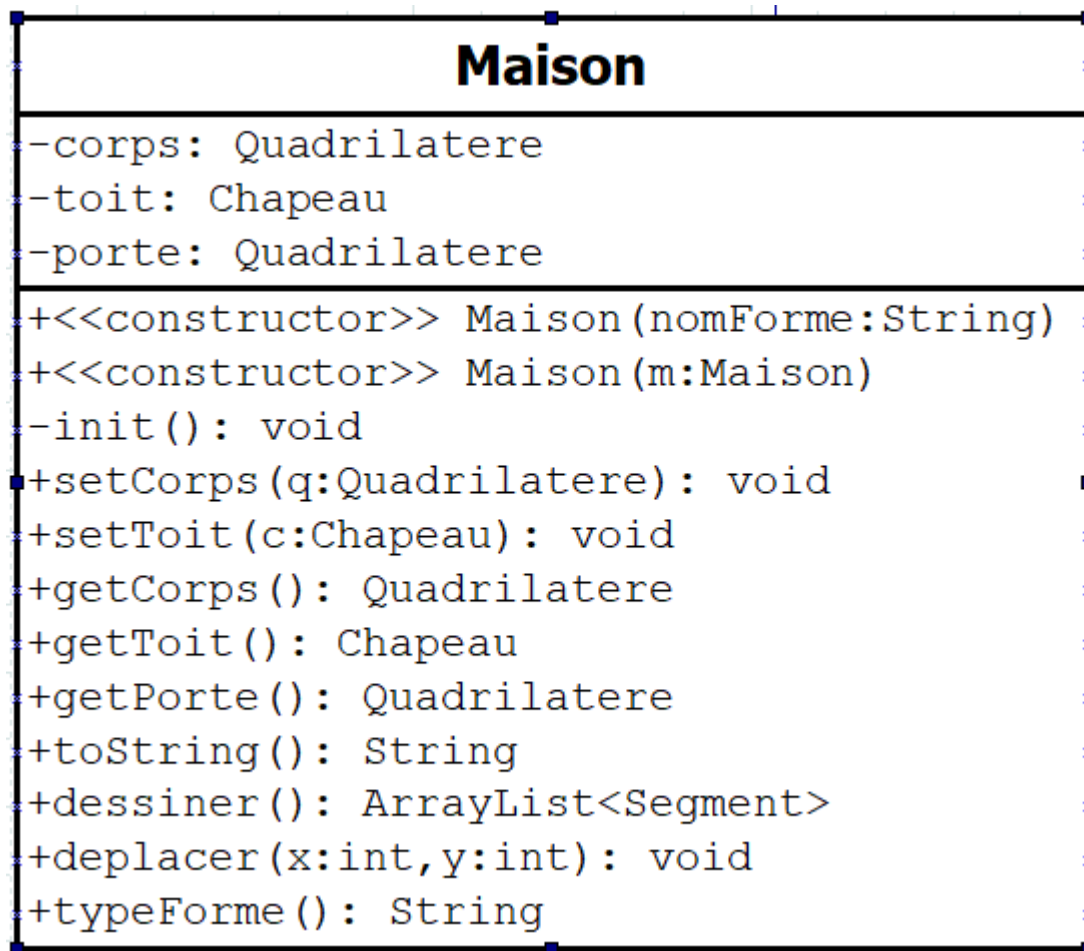 Maison
-corps: Quadrilatere
-toit: Chapeau
-porte: Quadrilatere
+<<constructor>> Maison(nomForme:String)
+<<constructor>> Maison(m:Maison)
-init(): void
+setCorps(q:Quadrilatere): void
+setToit(c:Chapeau): void
+getCorps(): Quadrilatere
+getToit(): Chapeau
+getPorte(): Quadrilatere
+toString(): String
+dessiner(): ArrayList<Segment>
+deplacer(x:int,y:int): void
+typeForme(): String